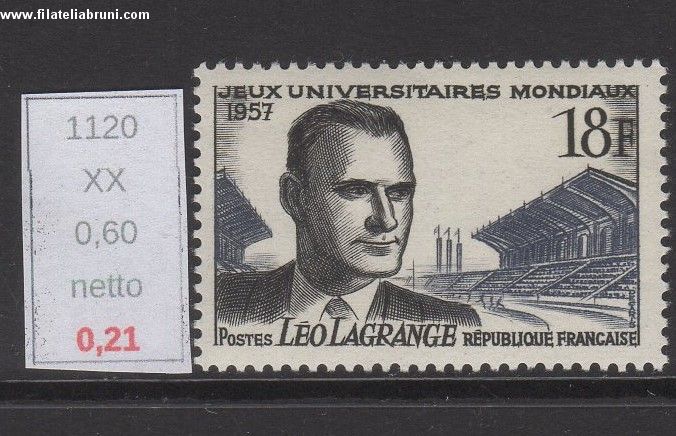 www.filateliabruni.com
1120
XX
0,60
netto
0,21
JEUX UNIVERSITAIRES MONDIAUX
1957
18F
POSTES LÉO LAGRANGE RÉPUBLIQUE FRANÇAISE